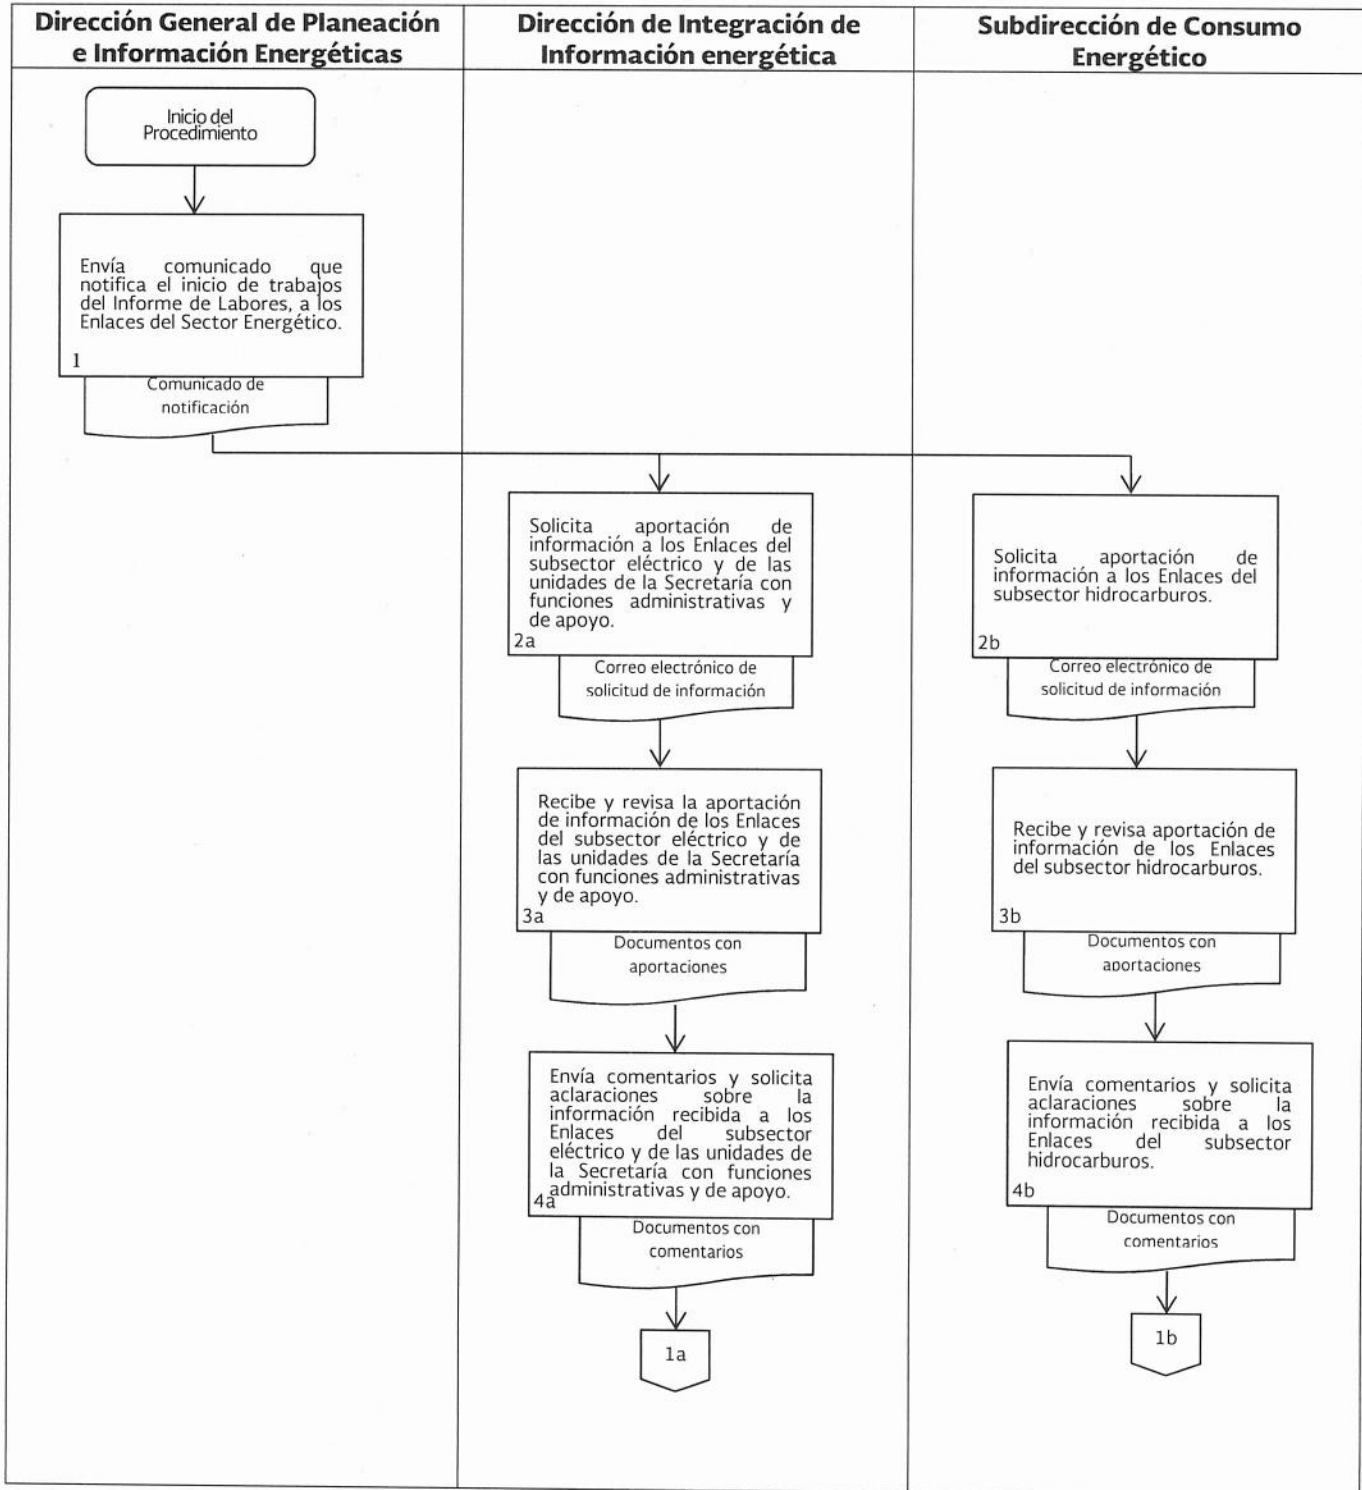 Dirección General de Planeación
e Información Energéticas
Dirección de Integración de
Información energética
Subdirección de Consumo
Energético
Inicio del
Procedimiento
Envía comunicado que
notifica el inicio de trabajos
del Informe de Labores, a los
Enlaces del Sector Energético.
1
Comunicado de
notificación
Solicita aportación de
información a los Enlaces del
subsector eléctrico y de las
unidades de la Secretaría con
funciones administrativas y
de apoyo.
2a
Correo electrónico de
solicitud de información
Solicita aportación de
información a los Enlaces del
subsector hidrocarburos.
2b
Correo electrónico de
solicitud de información
Recibe y revisa la aportación
de información de los Enlaces
del subsector eléctrico y de
las unidades de la Secretaría
con funciones administrativas
y de apoyo.
3a
Documentos con
aportaciones
Recibe y revisa aportación de
información de los Enlaces
del subsector hidrocarburos.
3b
Documentos con
aportaciones
Envía comentarios y solicita
aclaraciones sobre la
información recibida a los
Enlaces del subsector
eléctrico y de las unidades de
la Secretaría con funciones
administrativas y de apoyo.
4a
Documentos con
comentarios
Envía comentarios y solicita
aclaraciones sobre la
información recibida a los
Enlaces del subsector
hidrocarburos.
4b
Documentos con
comentarios
1a
1b